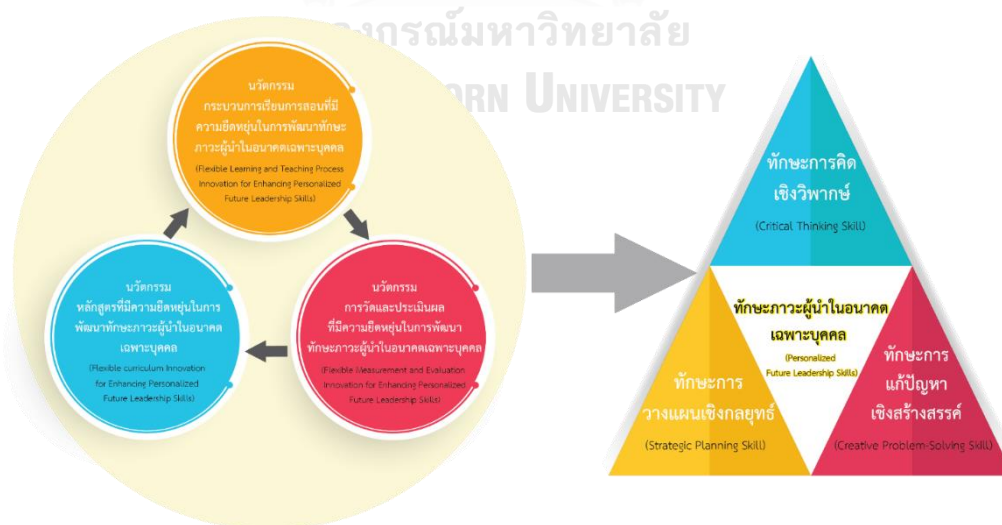 งกรณ์มหาวิทยาลัย
ORN UNIVERSITY
นวัตกรรม
กระบวนการเรียนการสอนที่มี
ความยืดหยุ่นในการพัฒนาทักษะ
ภาวะผู้นำในอนาคตเฉพาะบุคคล
(Flexible Learning and Teaching Process
Innovation for Enhancing Personalized
Future Leadership Skills)
นวัตกรรม
หลักสูตรที่มีความยืดหยุ่นในการ
พัฒนาทักษะภาวะผู้นำในอนาคต
เฉพาะบุคคล
(Flexible curriculum Innovation
for Enhancing Personalized
Future Leadership Skills)
นวัตกรรม
การวัดและประเมินผล
ที่มีความยืดหยุ่นในการพัฒนา
ทักษะภาวะผู้นำในอนาคตเฉพาะบุคคล
(Flexible Measurement and Evaluation
Innovation for Enhancing Personalized
Future Leadership Skills)
ทักษะการคิด
เชิงวิพากษ์
(Critical Thinking Skill)
ทักษะภาวะผู้นำในอนาคต
เฉพาะบุคคล
(Personalized
Future Leadership Skills)
ทักษะการ
วางแผนเชิงกลยุทธ์
(Strategic Planning Skill)
ทักษะการ
แก้ปัญหา
เชิงสร้างสรรค์
(Creative Problem-Solving Skill)